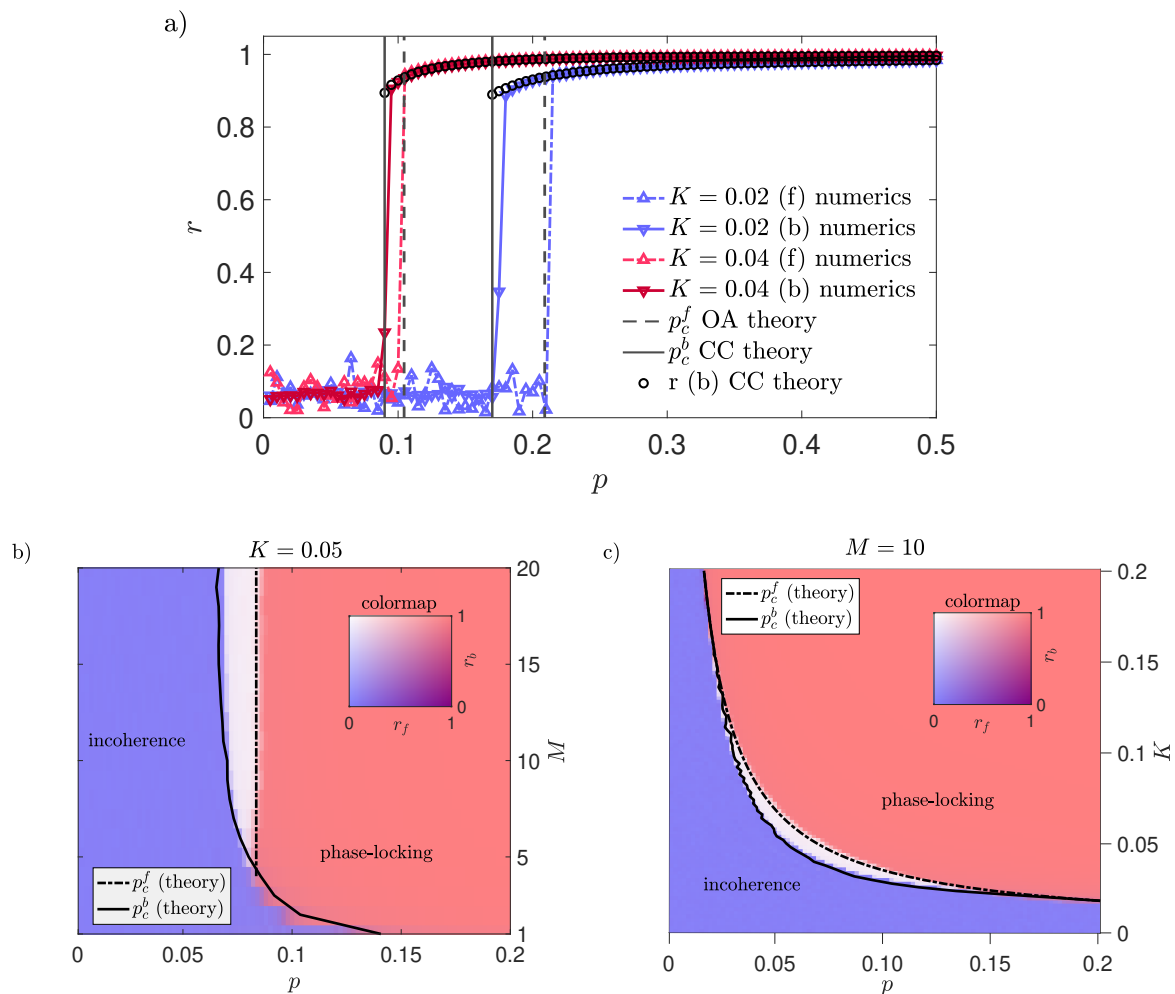 a)
1
0.8
0.6
0.4
0.2
0
r
0
0.1
0.2
0.3
0.4
0.5
p
K = 0.02 (f) numerics
K = 0.02 (b) numerics
K = 0.04 (f) numerics
K = 0.04 (b) numerics
p_c^f OA theory
p_c^b CC theory
r (b) CC theory
b)
K = 0.05
colormap
1
0
r_b
0
r_f
1
incoherence
phase-locking
p_c^f (theory)
p_c^b (theory)
20
15
10
5
1
M
0
0.05
0.1
0.15
0.2
p
c)
M = 10
p_c^f (theory)
p_c^b (theory)
colormap
1
0
r_b
0
r_f
1
phase-locking
incoherence
0.2
0.15
0.1
0.05
0
K
0
0.05
0.10
0.15
0.2
p